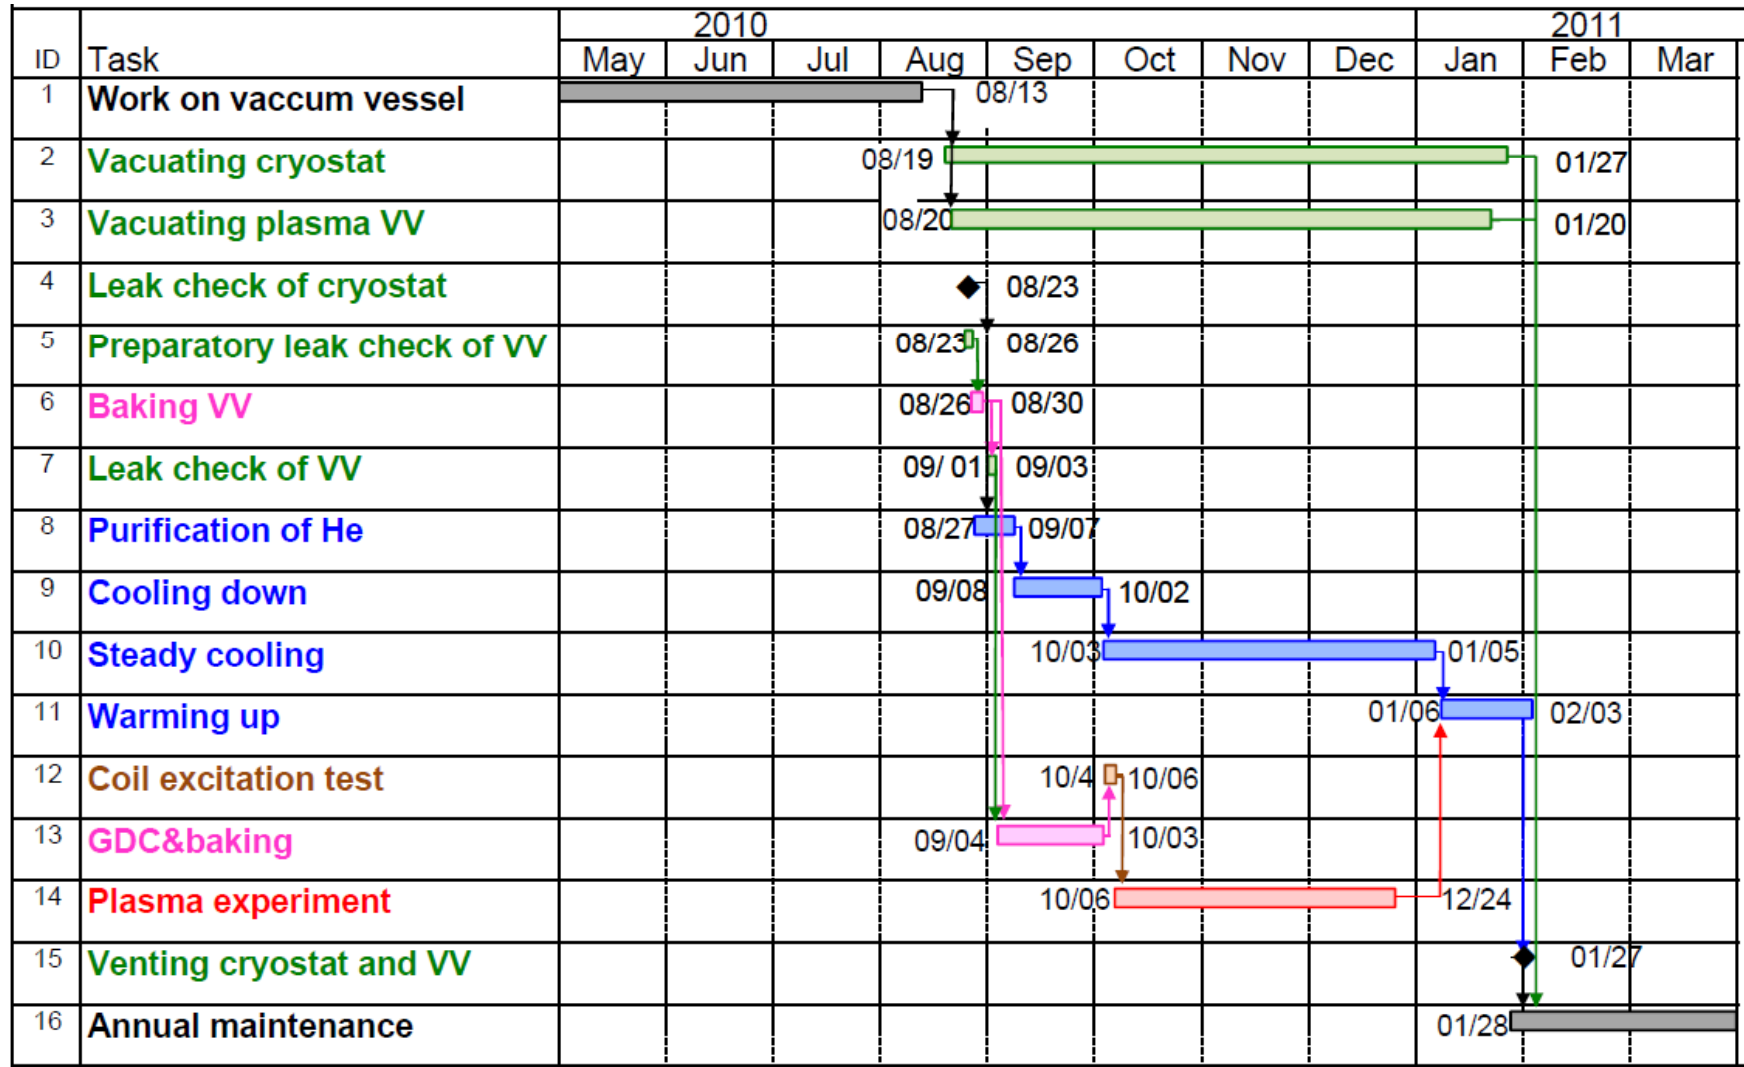 2010 2011
ID Task May Jun Jul Aug Sep Oct Nov Dec Jan Feb Mar
1 Work on vaccum vessel 08/13
2 Vacuating cryostat 08/19 01/27
3 Vacuating plasma VV 08/20 01/20
4 Leak check of cryostat 08/23
5 Preparatory leak check of VV 08/23 08/26
6 Baking VV 08/26 08/30
7 Leak check of VV 09/ 01 09/03
8 Purification of He 08/27 09/07
9 Cooling down 09/08 10/02
10 Steady cooling 10/03 01/05
11 Warming up 01/06 02/03
12 Coil excitation test 10/4 10/06
13 GDC&baking 09/04 10/03
14 Plasma experiment 10/06 12/24
15 Venting cryostat and VV 01/27
16 Annual maintenance 01/28